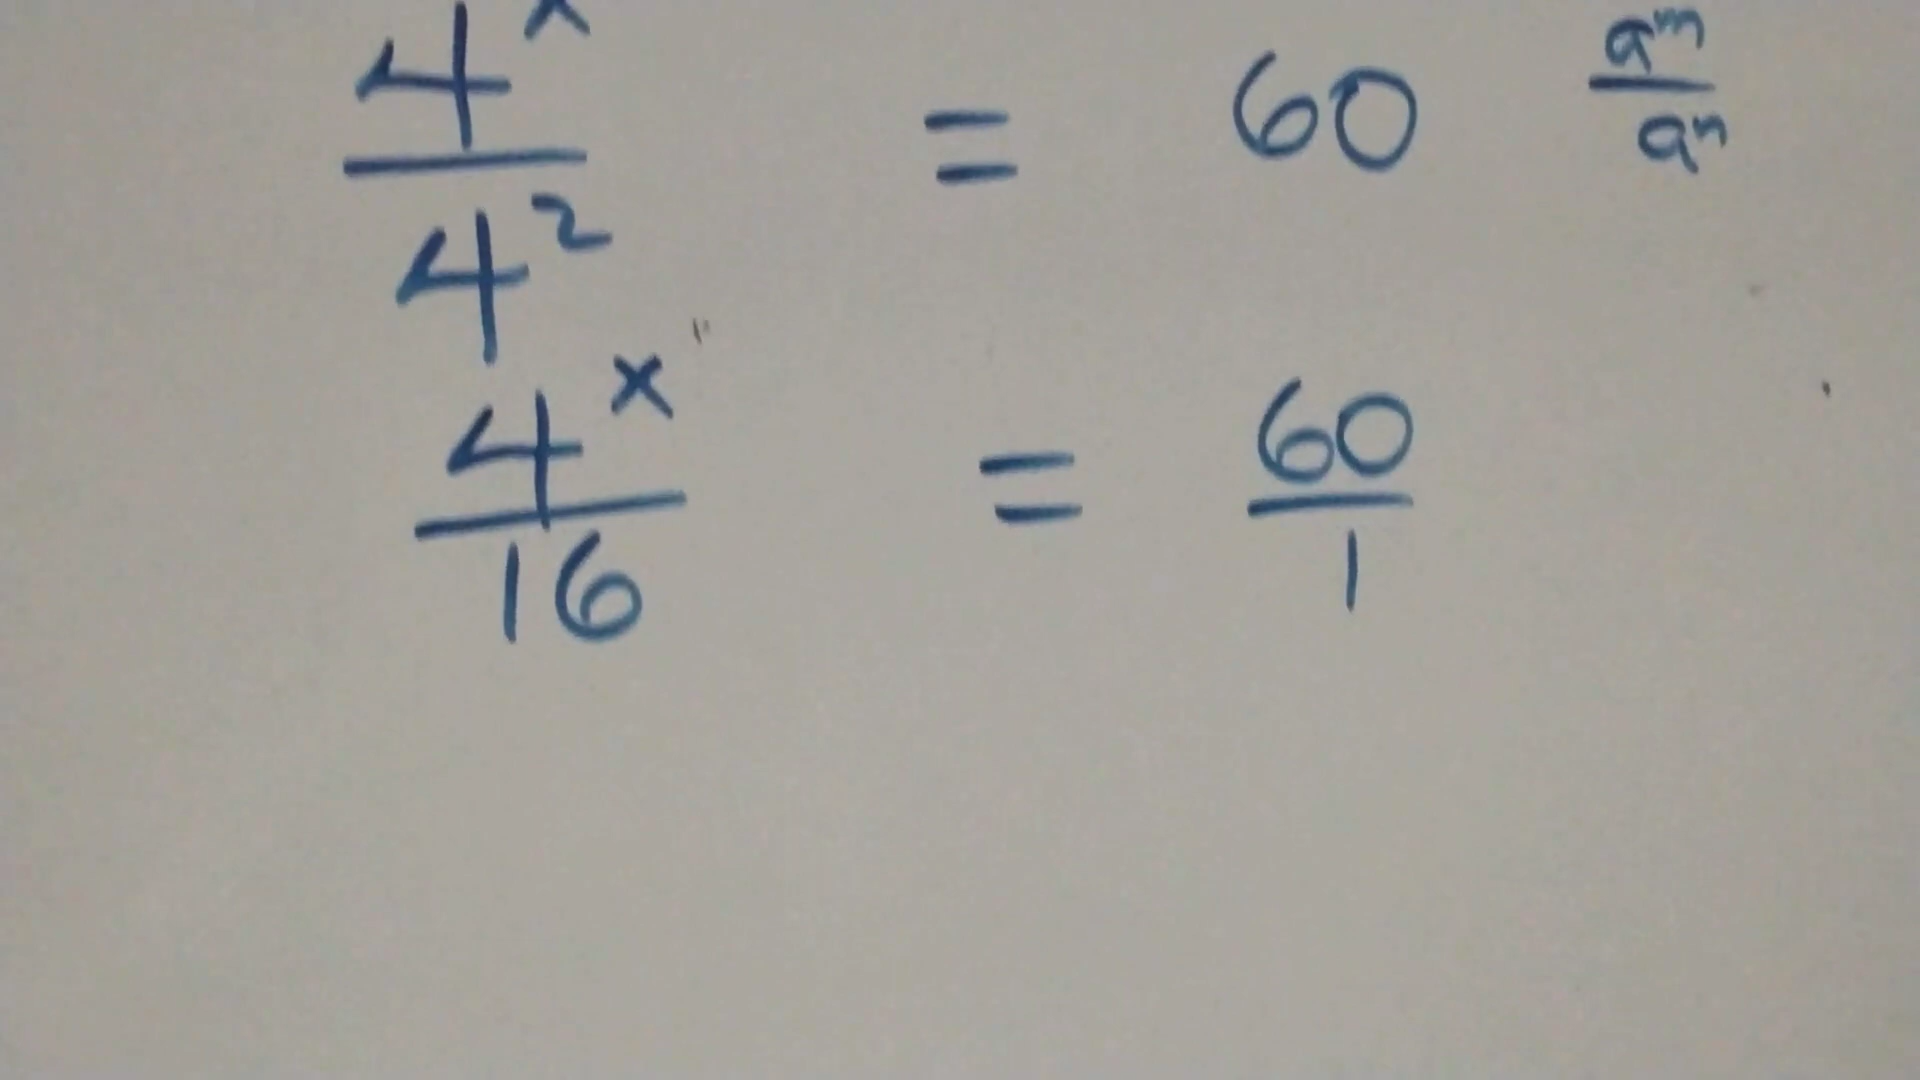 4^x / 4^2 = 60 a^m / a^n
4^x / 16 = 60 / 1